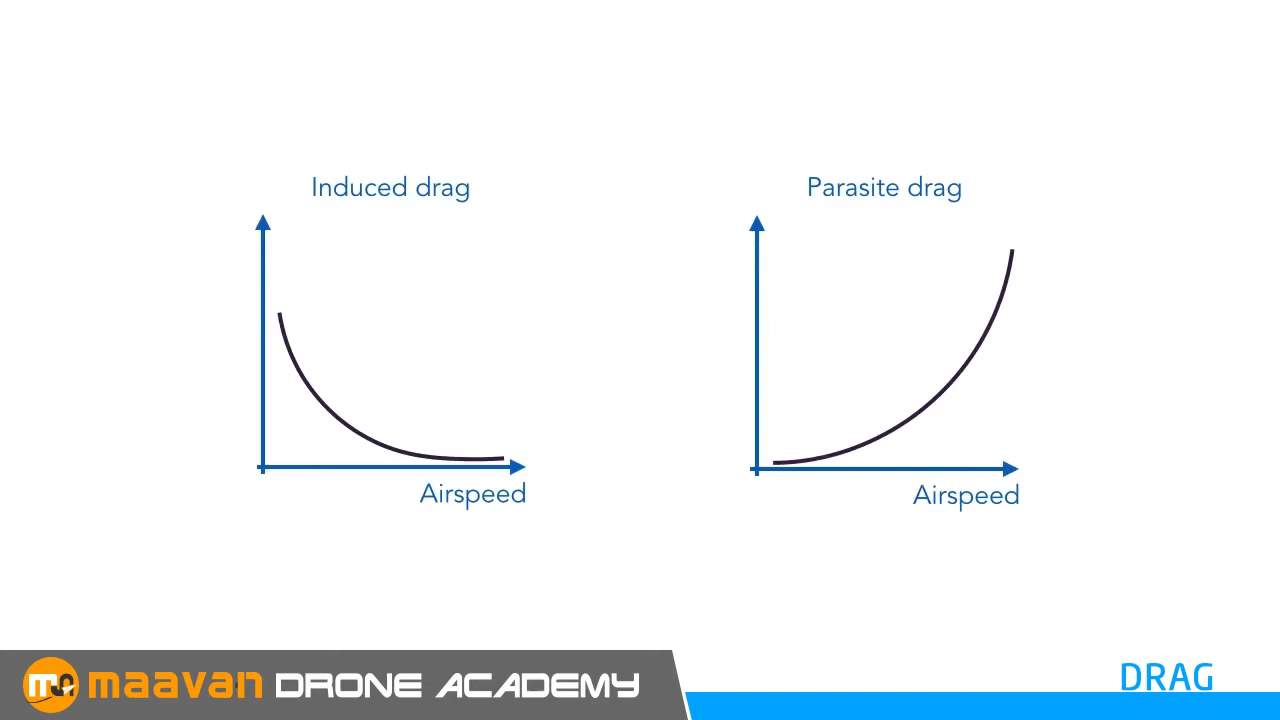 Induced drag
Parasite drag
Airspeed
Airspeed
maavan DRONE ACADEMY
DRAG